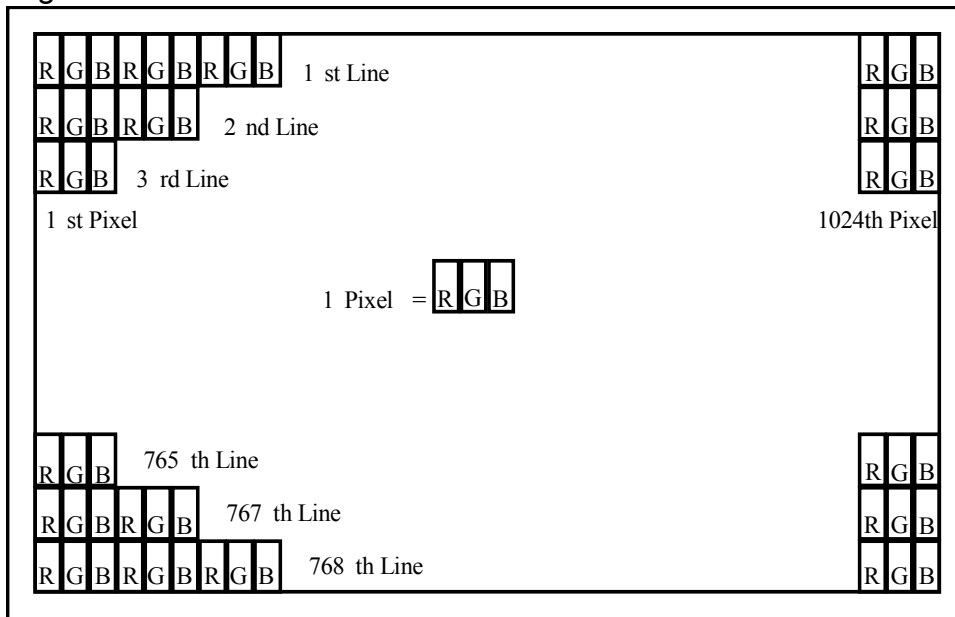 R G B R G B R G B 1 st Line R G B
R G B R G B 2 nd Line R G B
R G B 3 rd Line R G B
1 st Pixel 1024th Pixel
1 Pixel = R G B
R G B 765 th Line R G B
R G B R G B 767 th Line R G B
R G B R G B R G B 768 th Line R G B